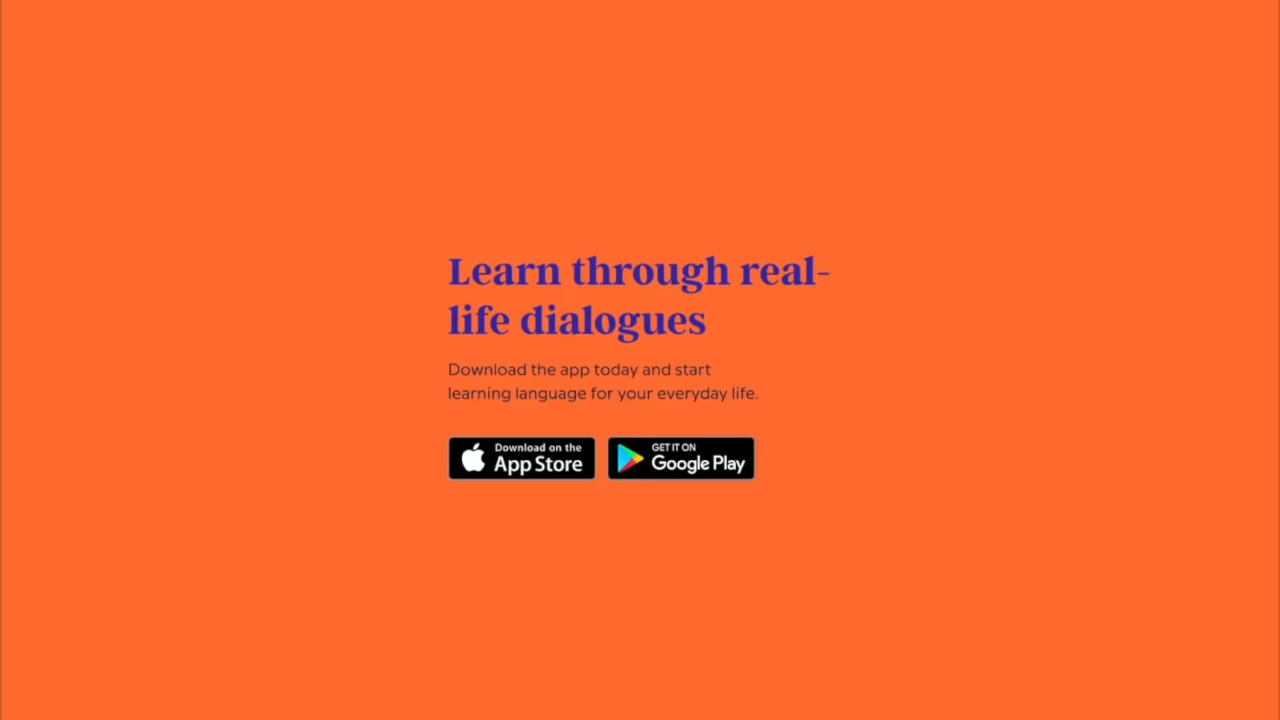 Learn through real-
life dialogues
Download the app today and start
learning language for your everyday life.
Download on the
App Store
GET IT ON
Google Play